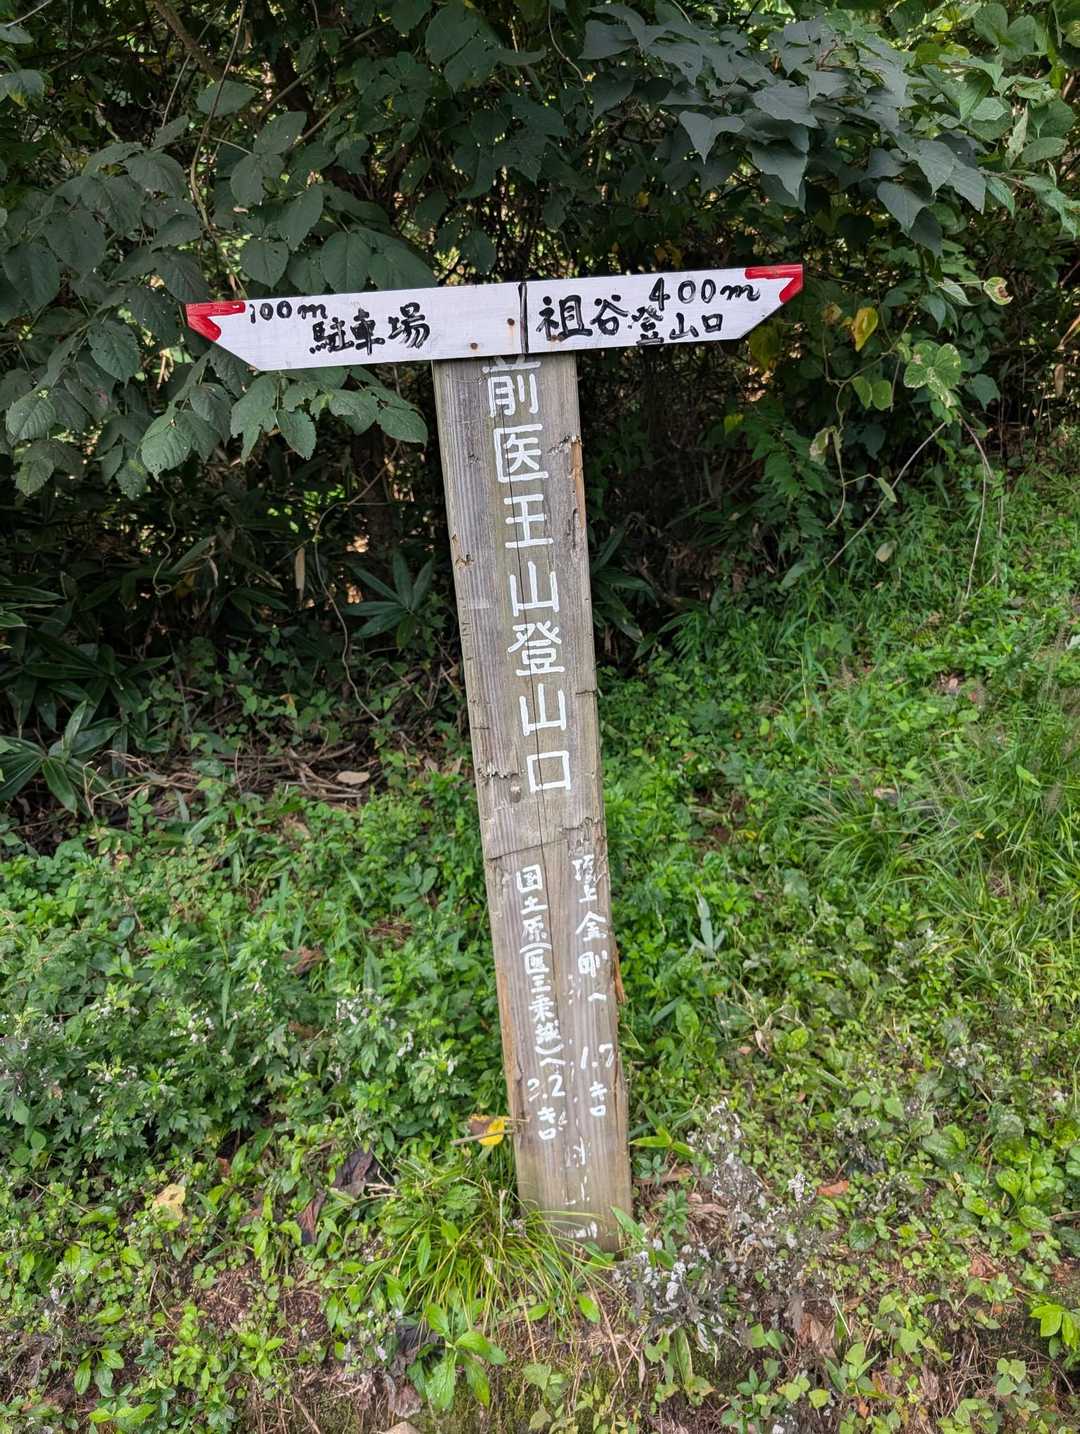 100m
駐車場
400m
祖谷登山口
前医王山登山口
頂上金剛へ 1.7キロ
国土原(医王乗越)へ 2.2キロ